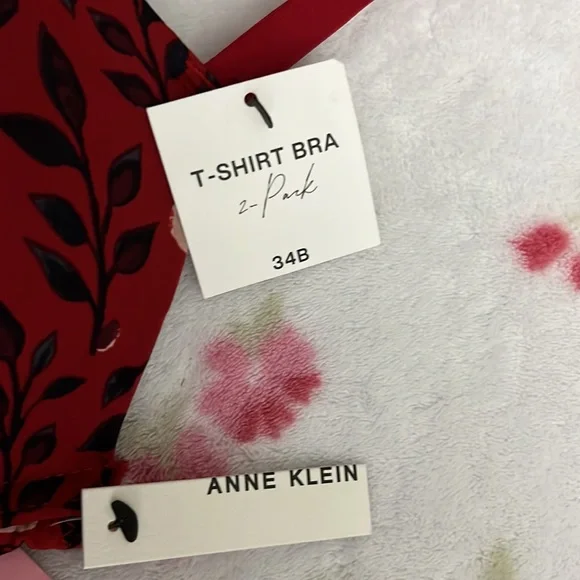 T-SHIRT BRA
2-Pack
34B
ANNE KLEIN